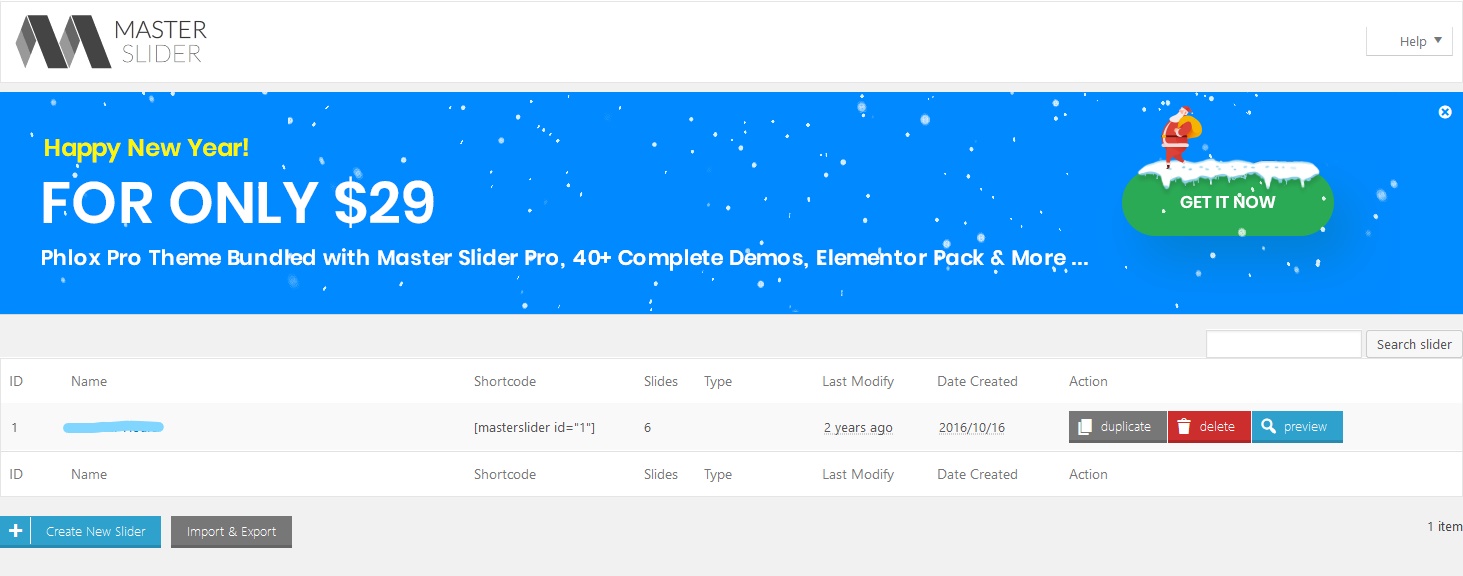 MASTER
SLIDER
Help
Happy New Year!
FOR ONLY $29
GET IT NOW
Phlox Pro Theme Bundled with Master Slider Pro, 40+ Complete Demos, Elementor Pack & More ...
Search slider
ID Name Shortcode Slides Type Last Modify Date Created Action
1 [masterslider id="1"] 6 2 years ago 2016/10/16 duplicate delete preview
ID Name Shortcode Slides Type Last Modify Date Created Action
Create New Slider Import & Export 1 item